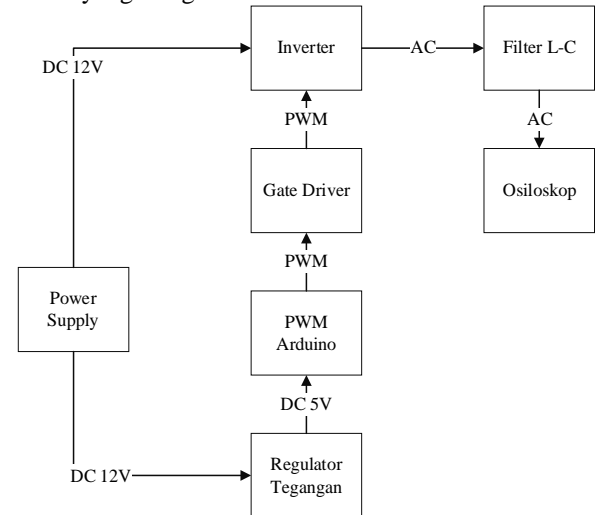 Inverter
AC
Filter L-C
DC 12V
PWM
AC
Gate Driver
Osiloskop
PWM
Power
Supply
PWM
Arduino
DC 5V
DC 12V
Regulator
Tegangan